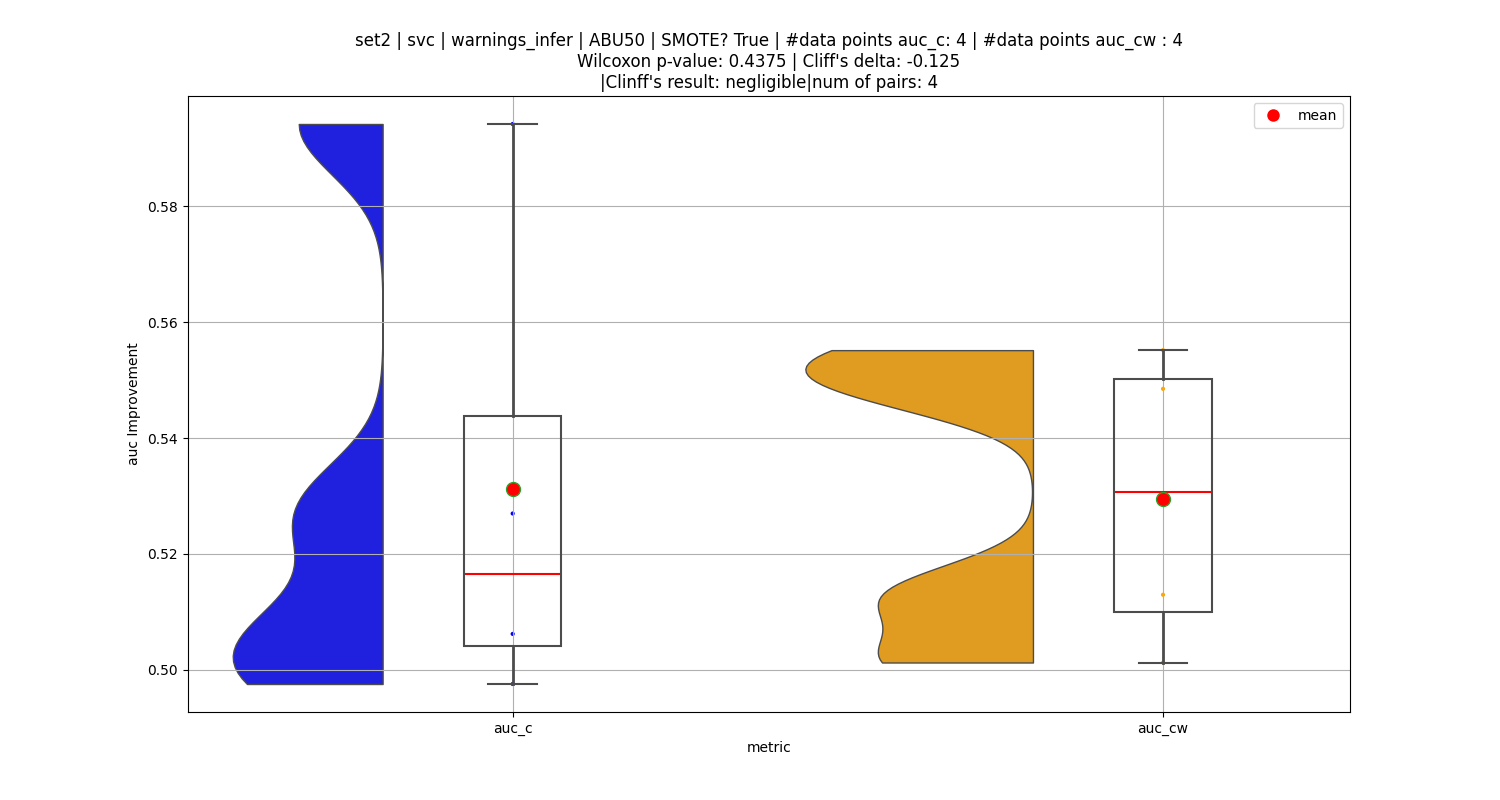 set2 | svc | warnings_infer | ABU50 | SMOTE? True | #data points auc_c: 4 | #data points auc_cw : 4
Wilcoxon p-value: 0.4375 | Cliff's delta: -0.125
|Clinff's result: negligible|num of pairs: 4
mean
auc Improvement
0.58
0.56
0.54
0.52
0.50
auc_c
auc_cw
metric